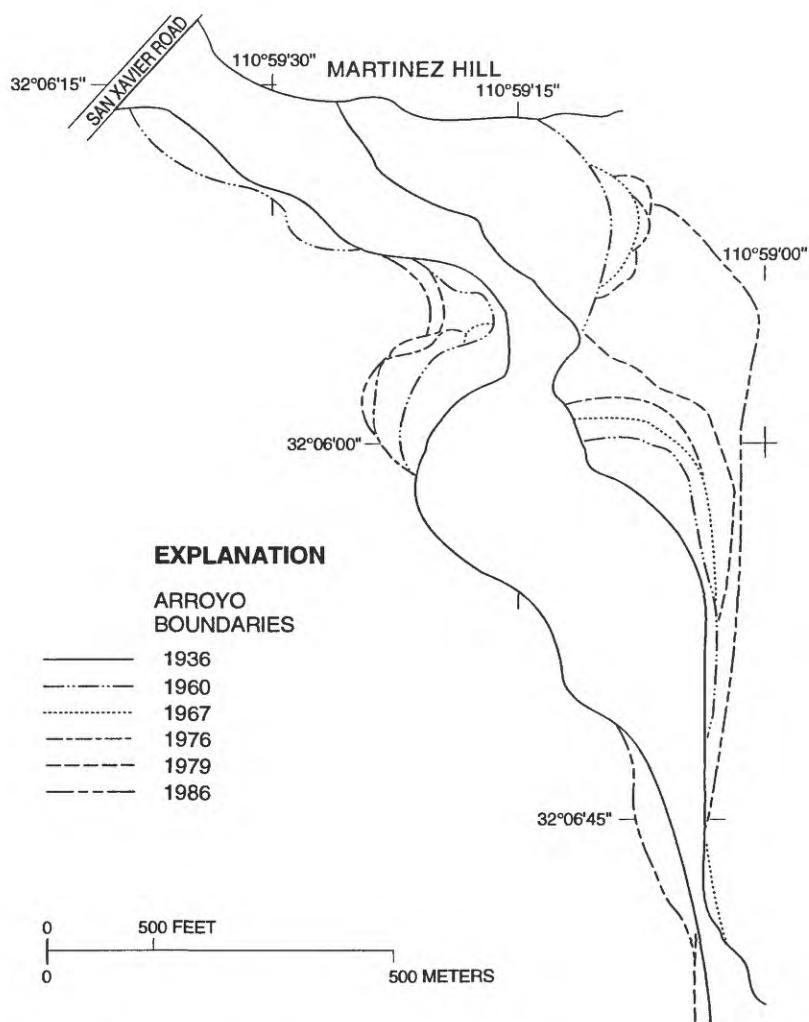 32°06'15"
SAN XAVIER ROAD
110°59'30"
MARTINEZ HILL
110°59'15"
110°59'00"
32°06'00"
EXPLANATION
ARROYO
BOUNDARIES
1936
1960
1967
1976
1979
1986
32°06'45"
0 500 FEET
0 500 METERS